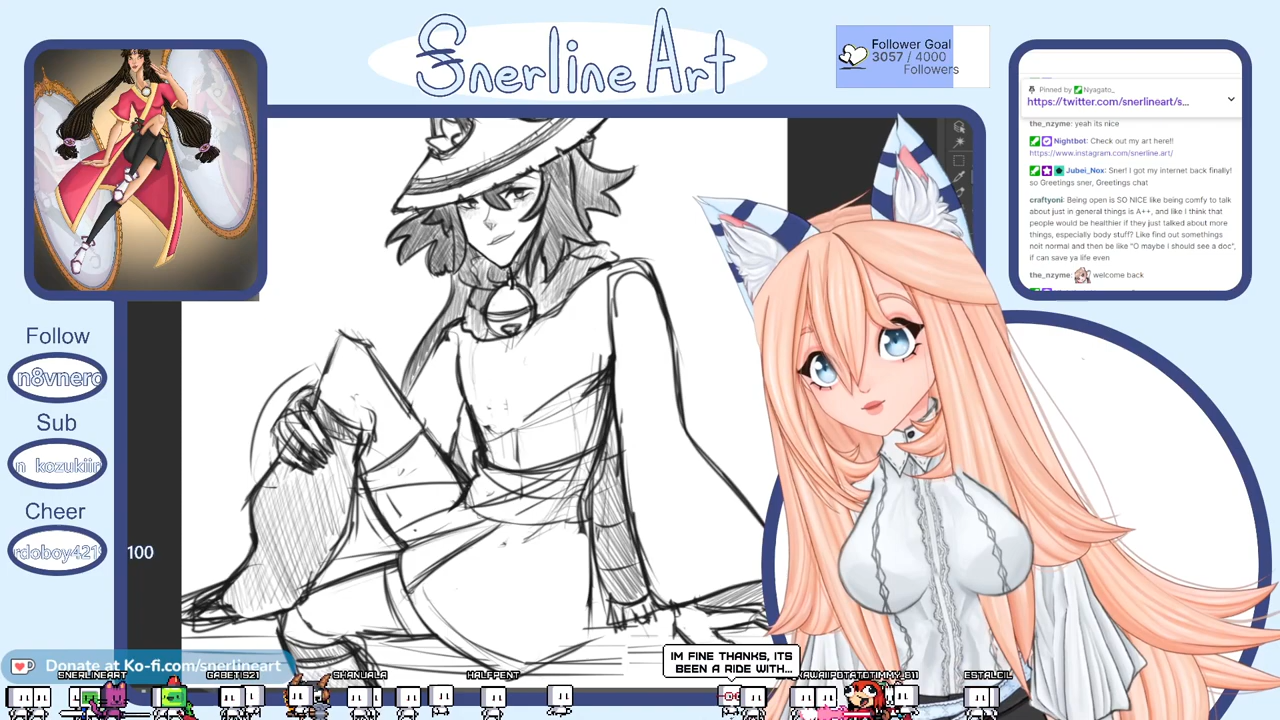 Snerline Art
Follower Goal
3057 / 4000
Followers
Pinned by Nyagato_
https://twitter.com/snerlineart/s...
the_nzyme: yeah its nice
Nightbot: Check out my art here!!
https://www.instagram.com/snerline.art/
Jubei_Nox: Sner! I got my internet back finally!
so Greetings sner, Greetings chat
craftyoni: Being open is SO NICE like being comfy to talk
about just in general things is A++, and like I think that
people would be healthier if they just talked about more
things, especially body stuff? Like find out somethings
noit normal and then be like "O maybe I should see a doc",
if can save ya life even
the_nzyme: welcome back
Follow
n8vnero
Sub
n kozukiin
Cheer
rdoboy421
100
Donate at Ko-fi.com/snerlineart
IM FINE THANKS, ITS
BEEN A RIDE WITH...
SNERLINEART
GABETIS21
SHANUALA
HALFPENT
KAWAIIPOTATOTIMMY_611
ESTALCIL